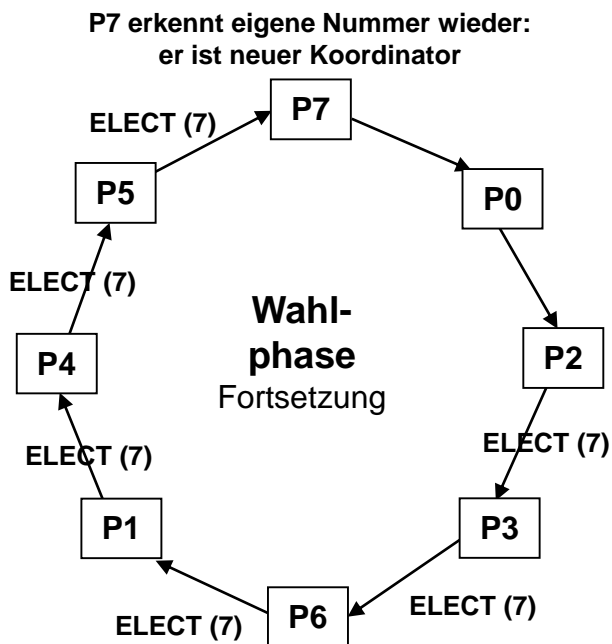 P7 erkennt eigene Nummer wieder:
er ist neuer Koordinator
P7
ELECT (7)
P5
P0
ELECT (7)
Wahl-
phase
Fortsetzung
P4
P2
ELECT (7)
ELECT (7)
P1
P3
P6
ELECT (7)
ELECT (7)